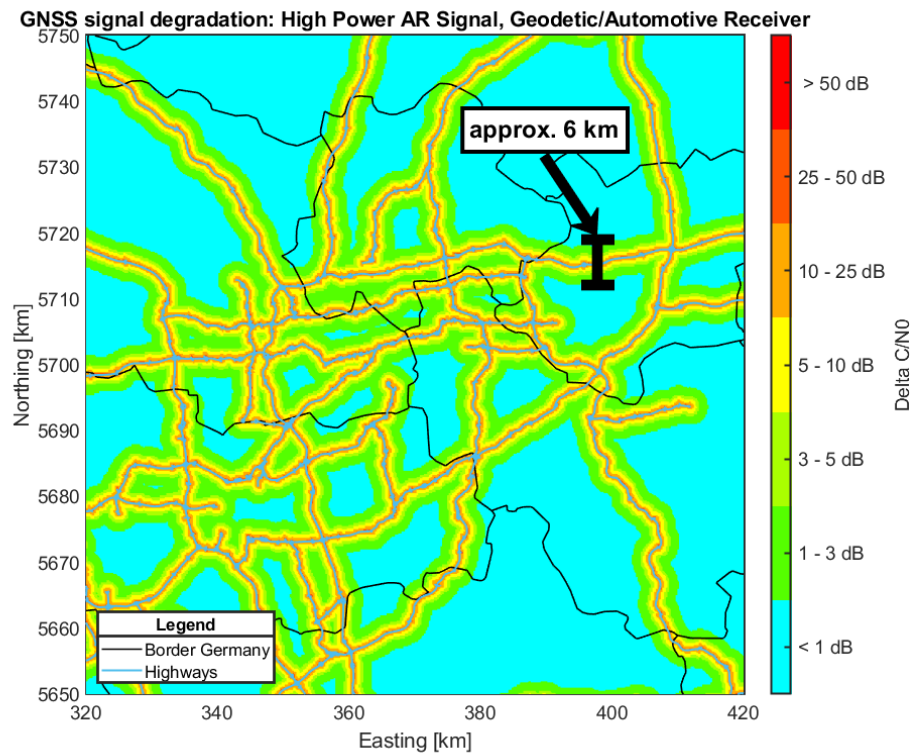 GNSS signal degradation: High Power AR Signal, Geodetic/Automotive Receiver
5750
5740
5730
5720
5710
5700
5690
5680
5670
5660
5650
Northing [km]
approx. 6 km
Legend
Border Germany
Highways
320
340
360
380
400
420
Easting [km]
> 50 dB
25 - 50 dB
10 - 25 dB
5 - 10 dB
3 - 5 dB
1 - 3 dB
< 1 dB
Delta C/N0